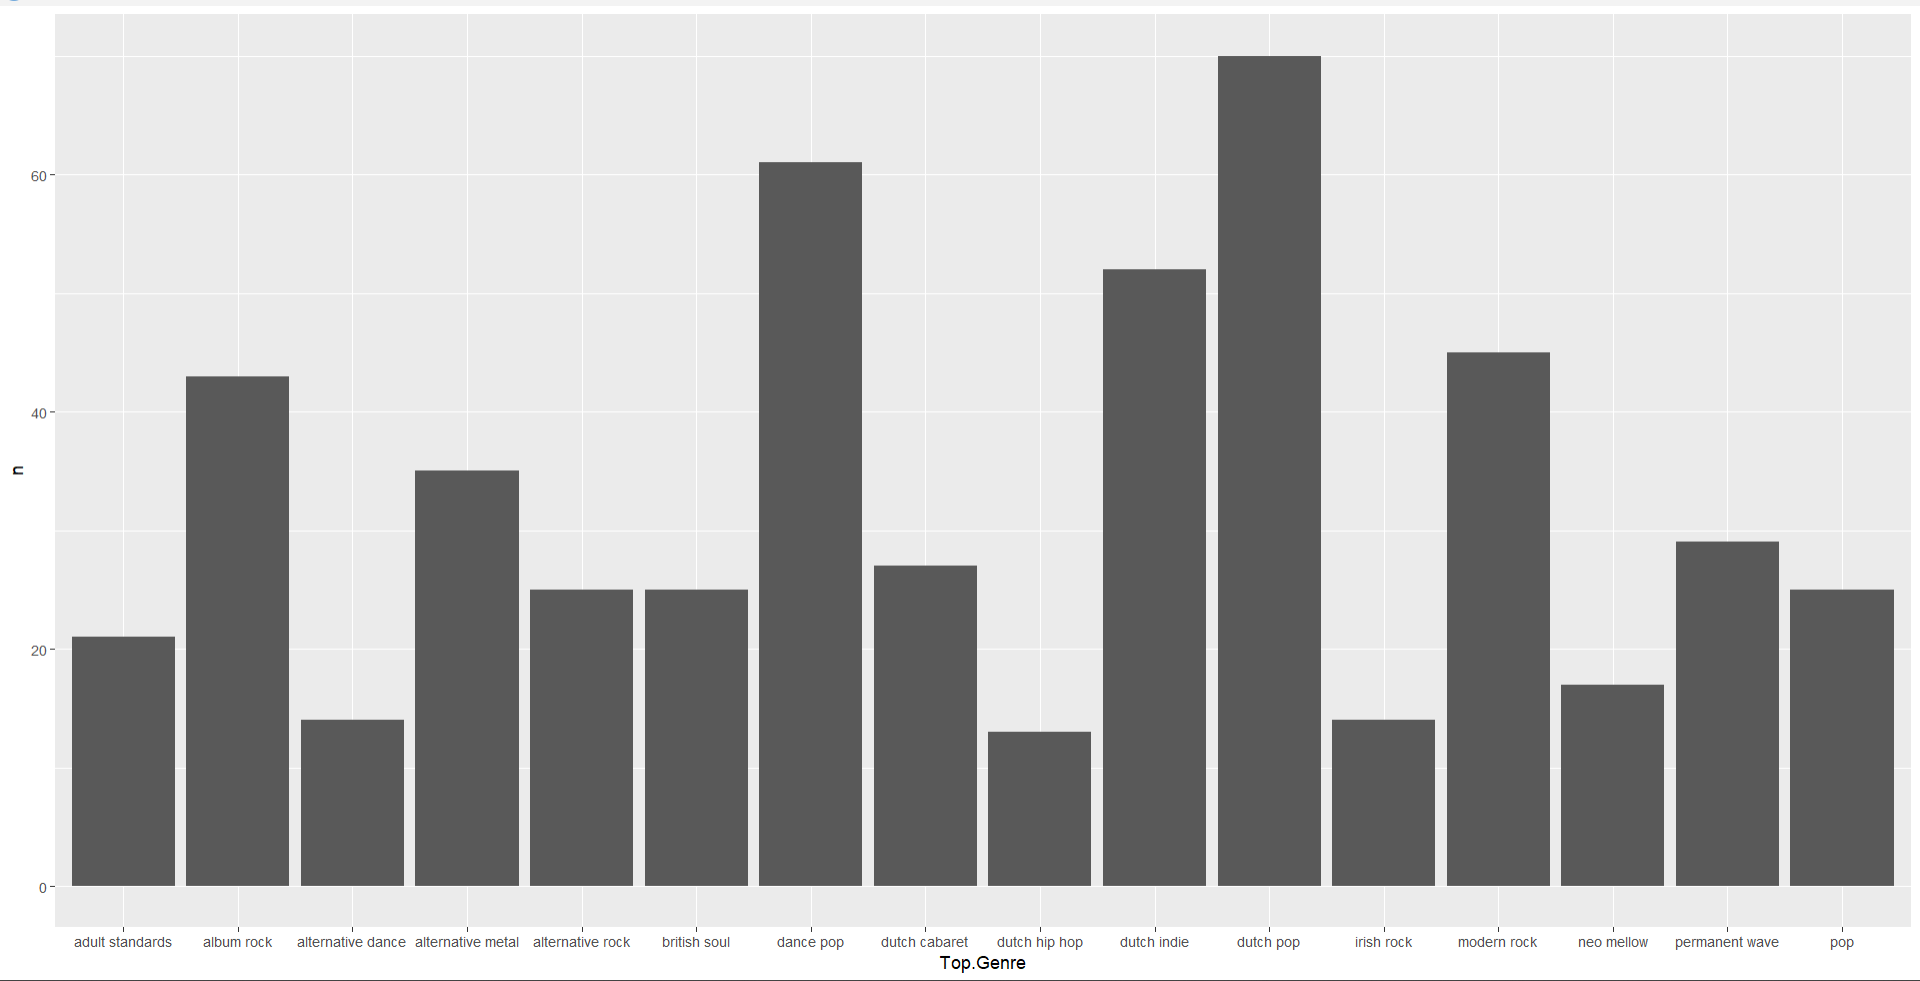 60
40
n
20
0
adult standards album rock alternative dance alternative metal alternative rock british soul dance pop dutch cabaret dutch hip hop dutch indie dutch pop irish rock modern rock neo mellow permanent wave pop
Top.Genre